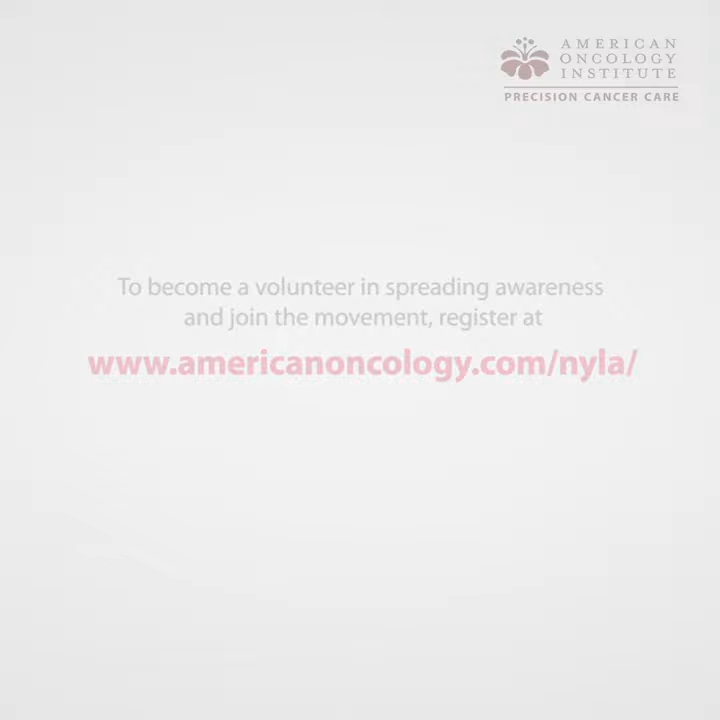 AMERICAN
ONCOLOGY
INSTITUTE
PRECISION CANCER CARE
To become a volunteer in spreading awareness
and join the movement, register at
www.americanoncology.com/nyla/